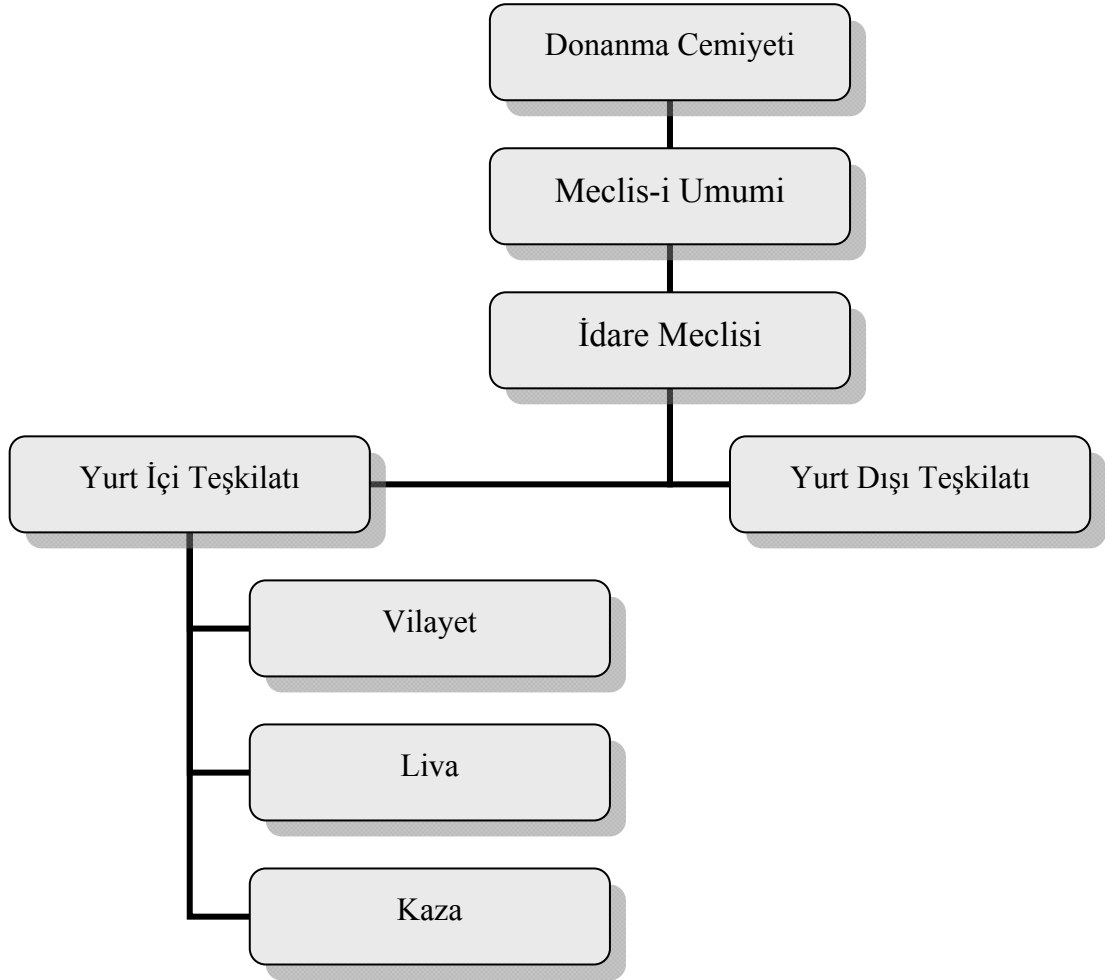 Donanma Cemiyeti
Meclis-i Umumi
İdare Meclisi
Yurt İçi Teşkilatı
Yurt Dışı Teşkilatı
Vilayet
Liva
Kaza